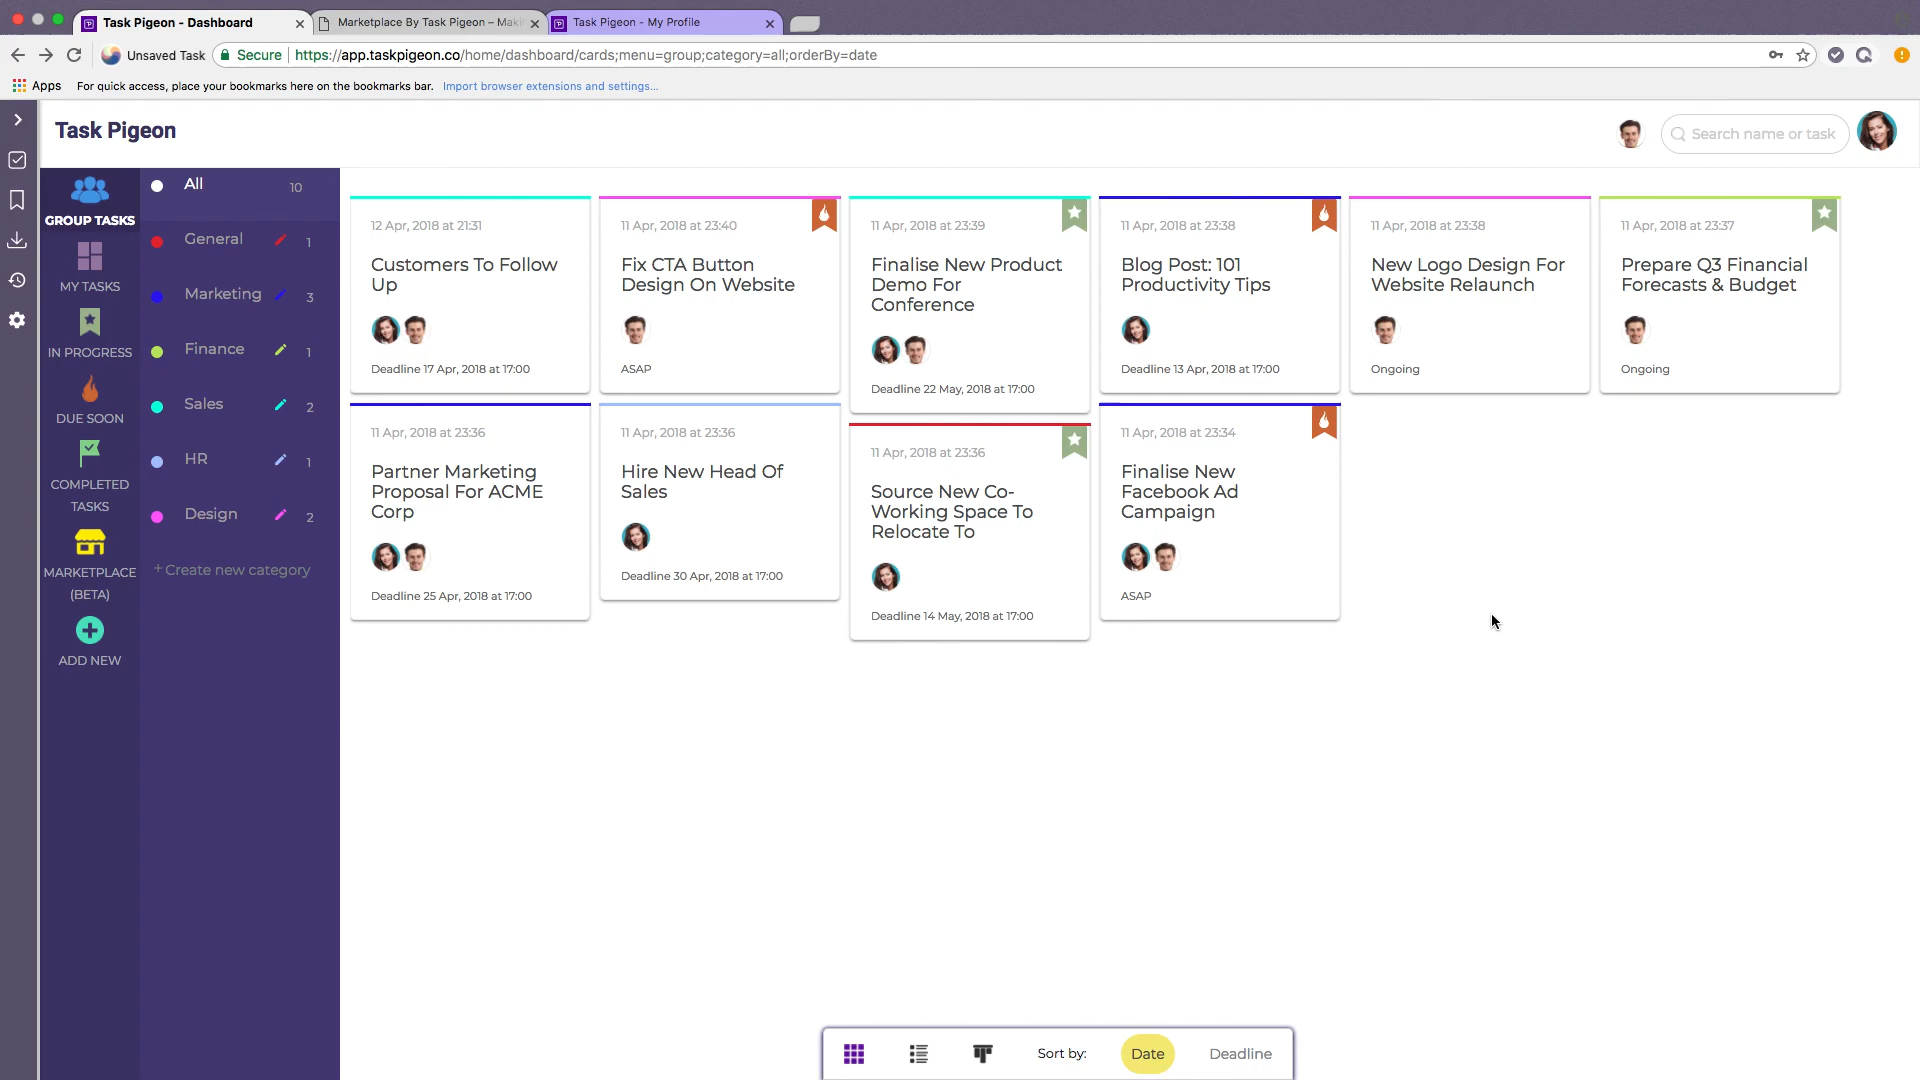 Task Pigeon - Dashboard
Marketplace By Task Pigeon – Makin
Task Pigeon - My Profile
Unsaved Task
Secure
https://app.taskpigeon.co/home/dashboard/cards;menu=group;category=all;orderBy=date
Apps
For quick access, place your bookmarks here on the bookmarks bar.
Import browser extensions and settings...
Task Pigeon
Search name or task
GROUP TASKS
MY TASKS
IN PROGRESS
DUE SOON
COMPLETED
TASKS
MARKETPLACE
(BETA)
ADD NEW
All 10
General 1
Marketing 3
Finance 1
Sales 2
HR 1
Design 2
+ Create new category
12 Apr, 2018 at 21:31
Customers To Follow
Up
Deadline 17 Apr, 2018 at 17:00
11 Apr, 2018 at 23:40
Fix CTA Button
Design On Website
ASAP
11 Apr, 2018 at 23:39
Finalise New Product
Demo For
Conference
Deadline 22 May, 2018 at 17:00
11 Apr, 2018 at 23:38
Blog Post: 101
Productivity Tips
Deadline 13 Apr, 2018 at 17:00
11 Apr, 2018 at 23:38
New Logo Design For
Website Relaunch
Ongoing
11 Apr, 2018 at 23:37
Prepare Q3 Financial
Forecasts & Budget
Ongoing
11 Apr, 2018 at 23:36
Partner Marketing
Proposal For ACME
Corp
Deadline 25 Apr, 2018 at 17:00
11 Apr, 2018 at 23:36
Hire New Head Of
Sales
Deadline 30 Apr, 2018 at 17:00
11 Apr, 2018 at 23:36
Source New Co-
Working Space To
Relocate To
Deadline 14 May, 2018 at 17:00
11 Apr, 2018 at 23:34
Finalise New
Facebook Ad
Campaign
ASAP
Sort by:
Date
Deadline